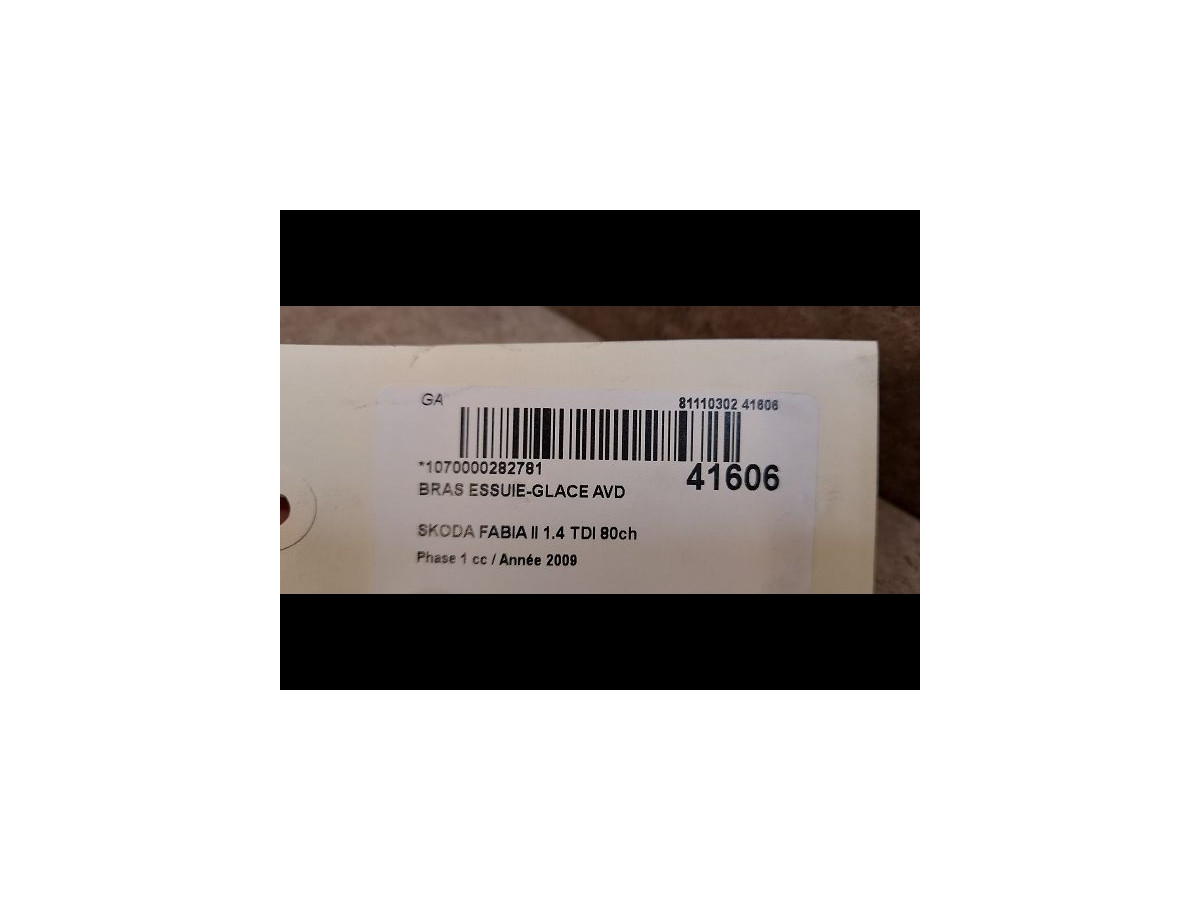 GA
81110302 41606
*1070000282781
41606
BRAS ESSUIE-GLACE AVD
SKODA FABIA II 1.4 TDI 80ch
Phase 1 cc / Année 2009